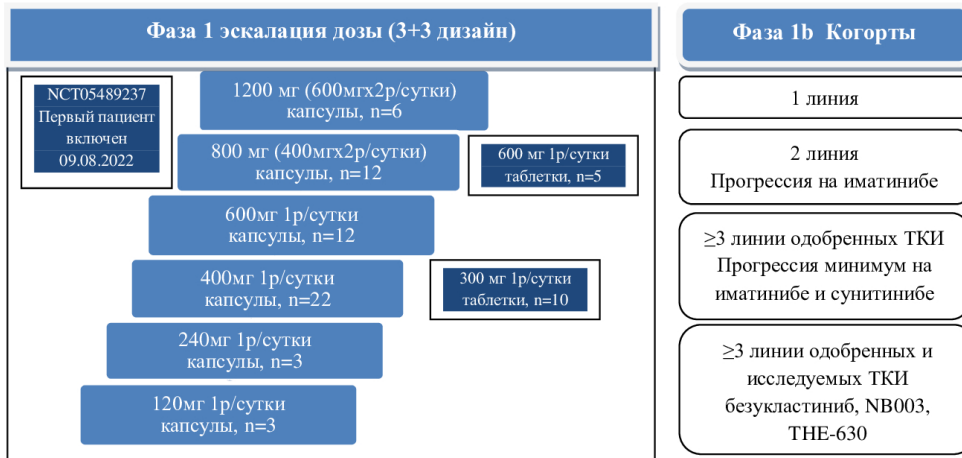 Фаза 1 эскалация дозы (3+3 дизайн)
NCT05489237
Первый пациент
включен
09.08.2022
1200 мг (600мгх2р/сутки)
капсулы, n=6
800 мг (400мгх2р/сутки)
капсулы, n=12
600 мг 1р/сутки
таблетки, n=5
600мг 1р/сутки
капсулы, n=12
400мг 1р/сутки
капсулы, n=22
300 мг 1р/сутки
таблетки, n=10
240мг 1р/сутки
капсулы, n=3
120мг 1р/сутки
капсулы, n=3
Фаза 1b Когорты
1 линия
2 линия
Прогрессия на иматинибе
≥3 линии одобренных ТКИ
Прогрессия минимум на
иматинибе и сунитинибе
≥3 линии одобренных и
исследуемых ТКИ
безукластиниб, NB003,
THE-630